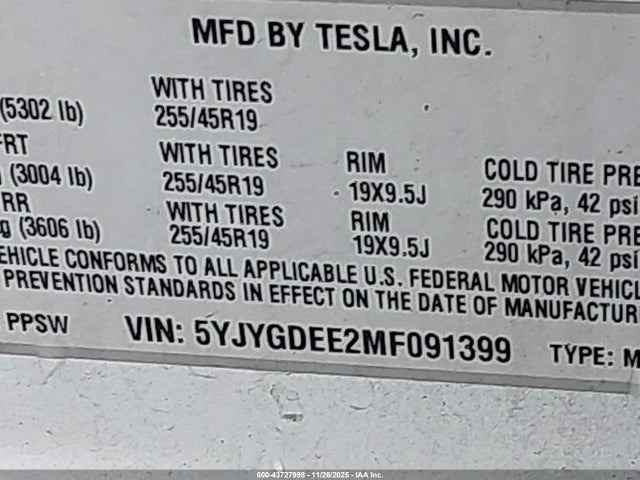 MFD BY TESLA, INC.
(5302 lb) WITH TIRES
255/45R19
FRT WITH TIRES RIM COLD TIRE PRE
(3004 lb) 255/45R19 19X9.5J 290 kPa, 42 psi
RR WITH TIRES RIM COLD TIRE PRE
g (3606 lb) 255/45R19 19X9.5J 290 kPa, 42 psi
EHICLE CONFORMS TO ALL APPLICABLE U.S. FEDERAL MOTOR VEHICL
PREVENTION STANDARDS IN EFFECT ON THE DATE OF MANUFACTUR
PPSW VIN: 5YJYGDEE2MF091399 TYPE: M
000-43727998 - 11/26/2025 - IAA Inc.